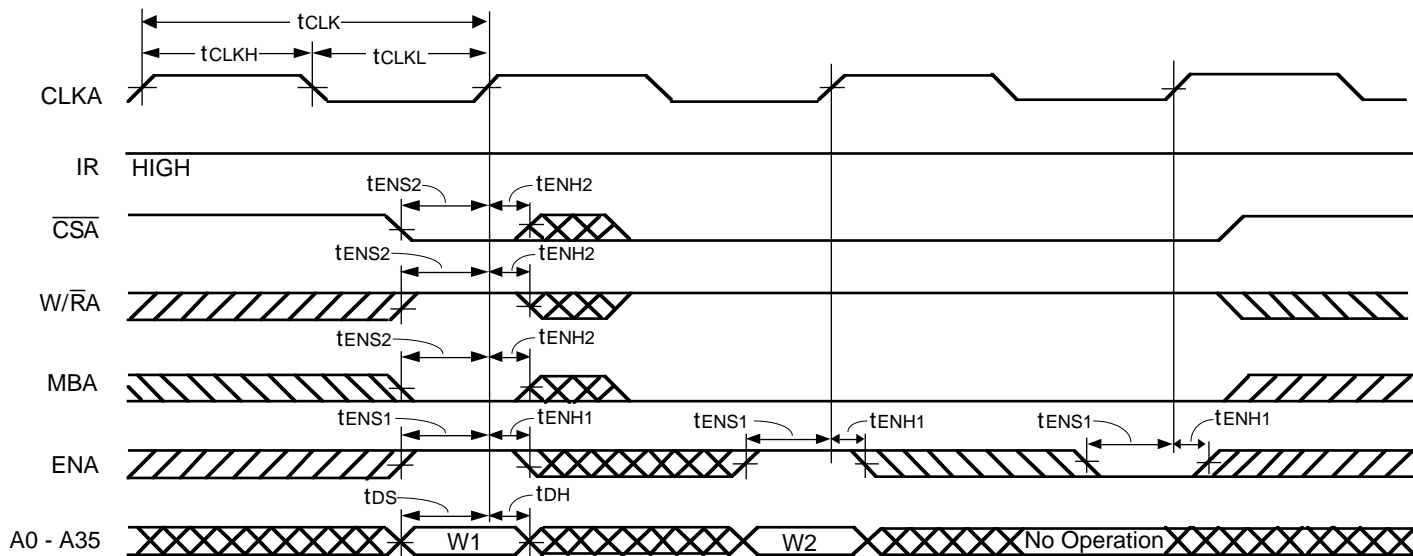 tCLK
tCLKH
tCLKL
CLKA
IR
HIGH
tENS2
tENH2
CSA
tENS2
tENH2
W/RA
tENS2
tENH2
MBA
tENS1
tENH1
tENS1
tENH1
tENS1
tENH1
ENA
tDS
tDH
A0 - A35
W1
W2
No Operation